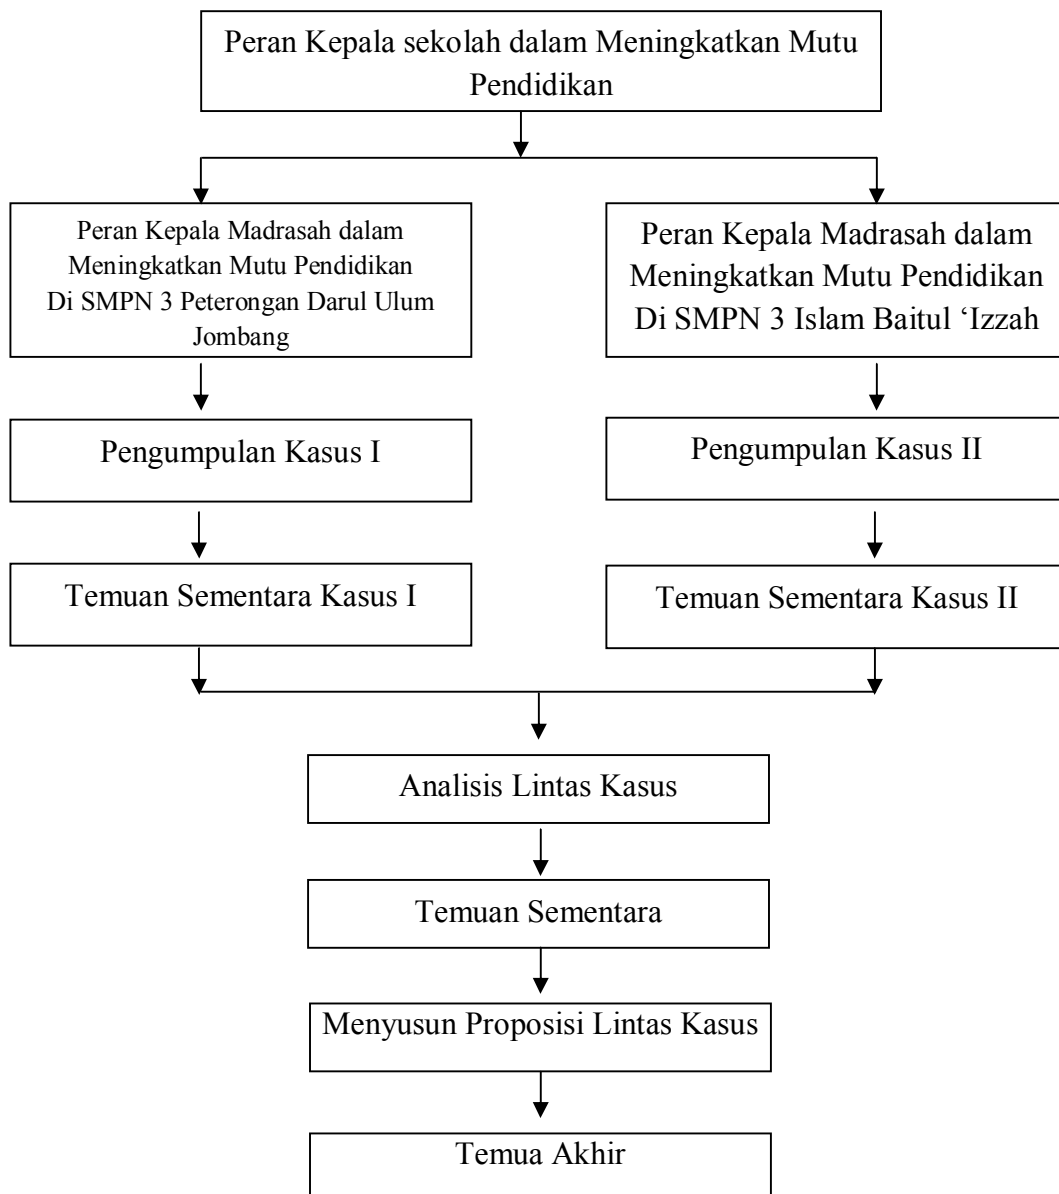 Peran Kepala sekolah dalam Meningkatkan Mutu
Pendidikan
Peran Kepala Madrasah dalam
Meningkatkan Mutu Pendidikan
Di SMPN 3 Peterongan Darul Ulum
Jombang
Peran Kepala Madrasah dalam
Meningkatkan Mutu Pendidikan
Di SMPN 3 Islam Baitul ‘Izzah
Pengumpulan Kasus I
Pengumpulan Kasus II
Temuan Sementara Kasus I
Temuan Sementara Kasus II
Analisis Lintas Kasus
Temuan Sementara
Menyusun Proposisi Lintas Kasus
Temua Akhir